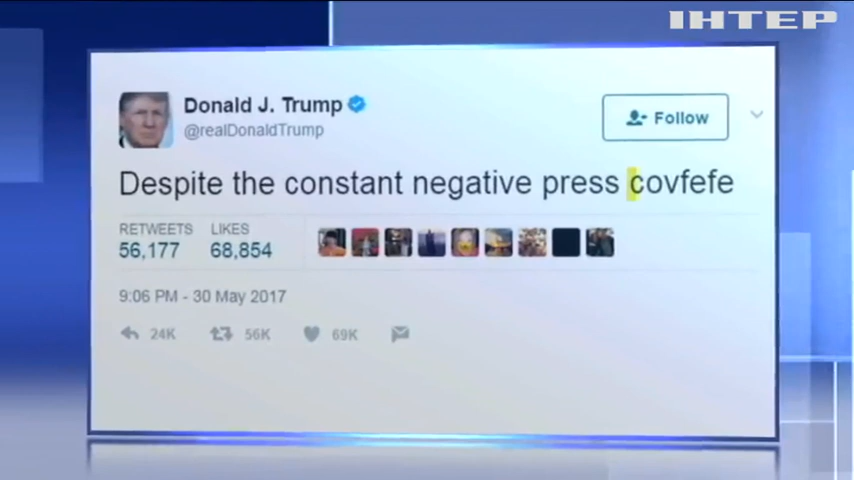 ІНТЕР
Donald J. Trump
@realDonaldTrump
Follow
Despite the constant negative press covfefe
RETWEETS LIKES
56,177 68,854
9:06 PM - 30 May 2017
24K 56K 69K